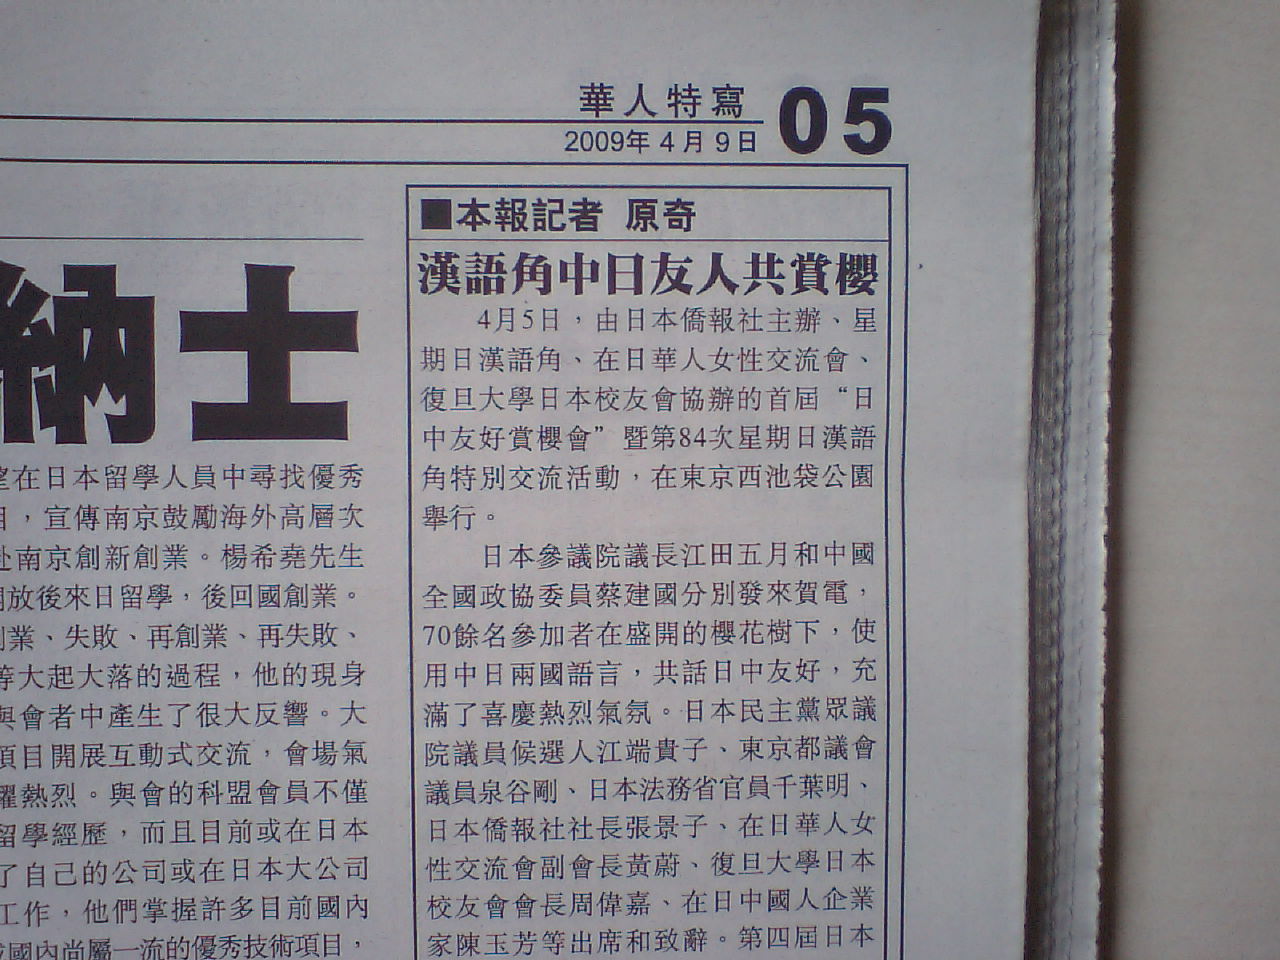 華人特寫 05
2009年4月9日
納士
望在日本留學人員中尋找優秀
目，宣傳南京鼓勵海外高層次
赴南京創新創業。楊希堯先生
開放後來日留學，後回國創業。
創業、失敗、再創業、再失敗、
等大起大落的過程，他的現身
與會者中產生了很大反響。大
項目開展互動式交流，會場氣
躍熱烈。與會的科盟會員不僅
留學經歷，而且目前或在日本
了自己的公司或在日本大公司
工作，他們掌握許多目前國內
或國內尚屬一流的優秀技術項目，
■本報記者 原奇
漢語角中日友人共賞櫻
4月5日，由日本僑報社主辦、星
期日漢語角、在日華人女性交流會、
復旦大學日本校友會協辦的首屆“日
中友好賞櫻會”暨第84次星期日漢語
角特別交流活動，在東京西池袋公園
舉行。
日本參議院議長江田五月和中國
全國政協委員蔡建國分別發來賀電，
70餘名參加者在盛開的櫻花樹下，使
用中日兩國語言，共話日中友好，充
滿了喜慶熱烈氣氛。日本民主黨眾議
院議員候選人江端貴子、東京都議會
議員泉谷剛、日本法務省官員千葉明、
日本僑報社社長張景子、在日華人女
性交流會副會長黃蔚、復旦大學日本
校友會會長周偉嘉、在日中國人企業
家陳玉芳等出席和致辭。第四屆日本